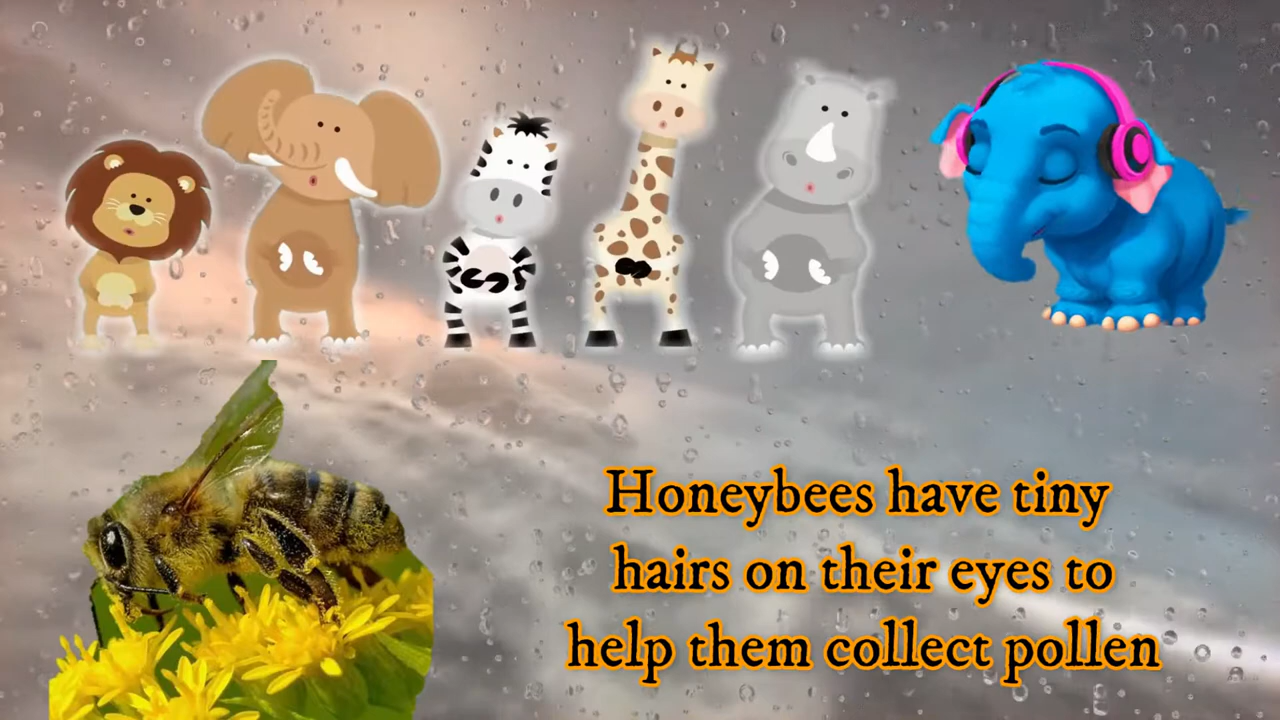 Honeybees have tiny
hairs on their eyes to
help them collect pollen